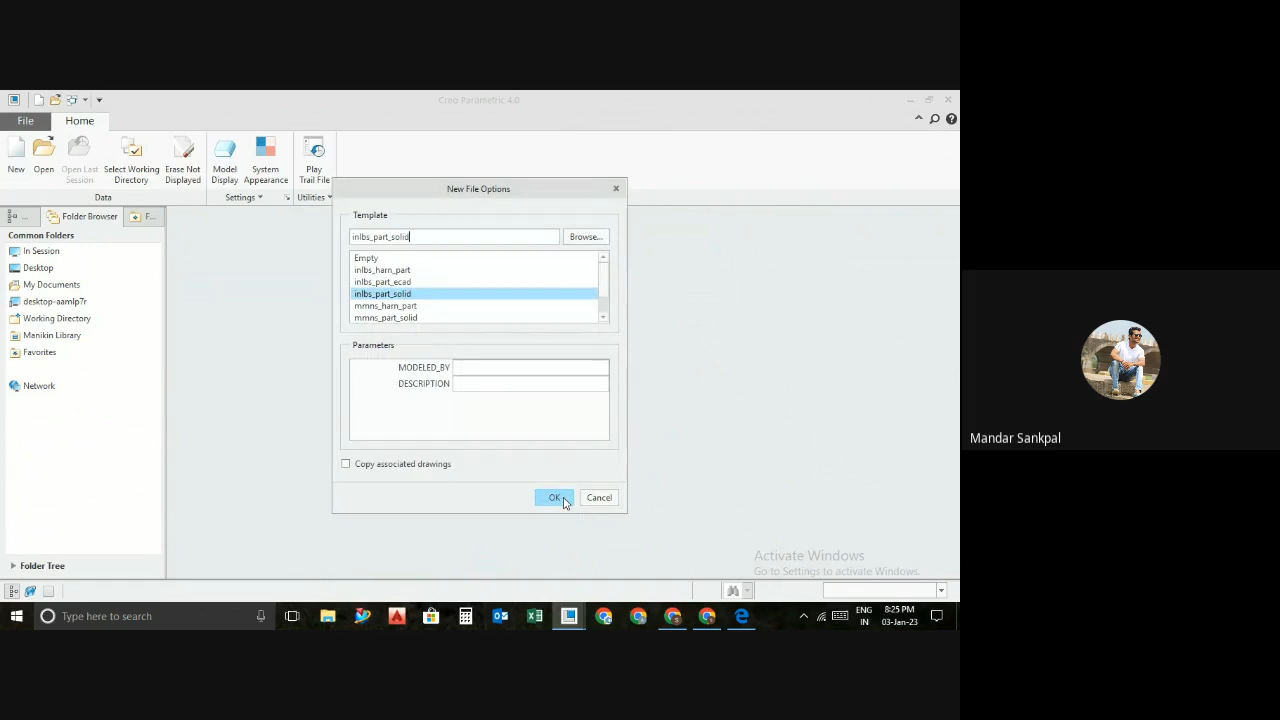 Creo Parametric 4.0
File
Home
New
Open
Open Last Session
Select Working Directory
Erase Not Displayed
Model Display
System Appearance
Play Trail File
Data
Settings
Utilities
...
Folder Browser
F...
Common Folders
In Session
Desktop
My Documents
desktop-aamlp7r
Working Directory
Manikin Library
Favorites
Network
Folder Tree
New File Options
Template
inlbs_part_solid
Browse...
Empty
inlbs_harn_part
inlbs_part_ecad
inlbs_part_solid
mmns_harn_part
mmns_part_solid
Parameters
MODELED_BY
DESCRIPTION
Copy associated drawings
OK
Cancel
Activate Windows
Go to Settings to activate Windows.
Type here to search
ENG
IN
8:25 PM
03-Jan-23
Mandar Sankpal